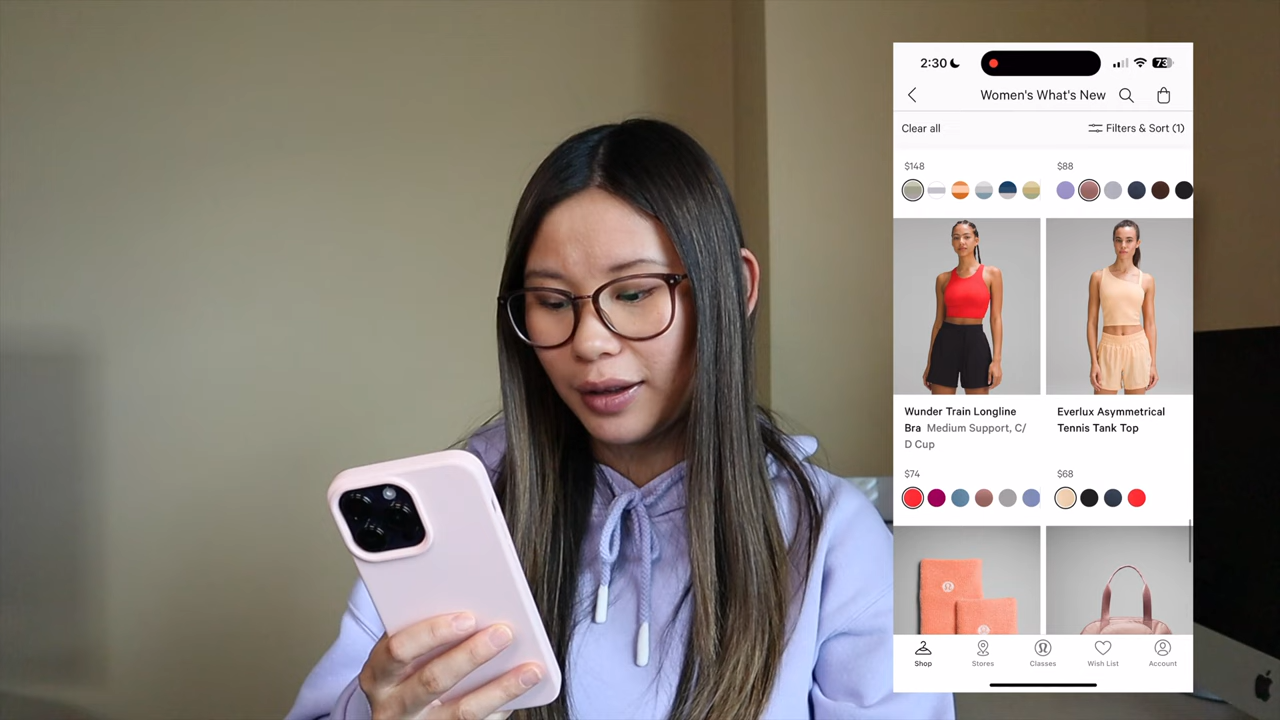 2:30
73
Women's What's New
Clear all
Filters & Sort (1)
$148
$88
Wunder Train Longline
Bra Medium Support, C/
D Cup
Everlux Asymmetrical
Tennis Tank Top
$74
$68
Shop
Stores
Classes
Wish List
Account